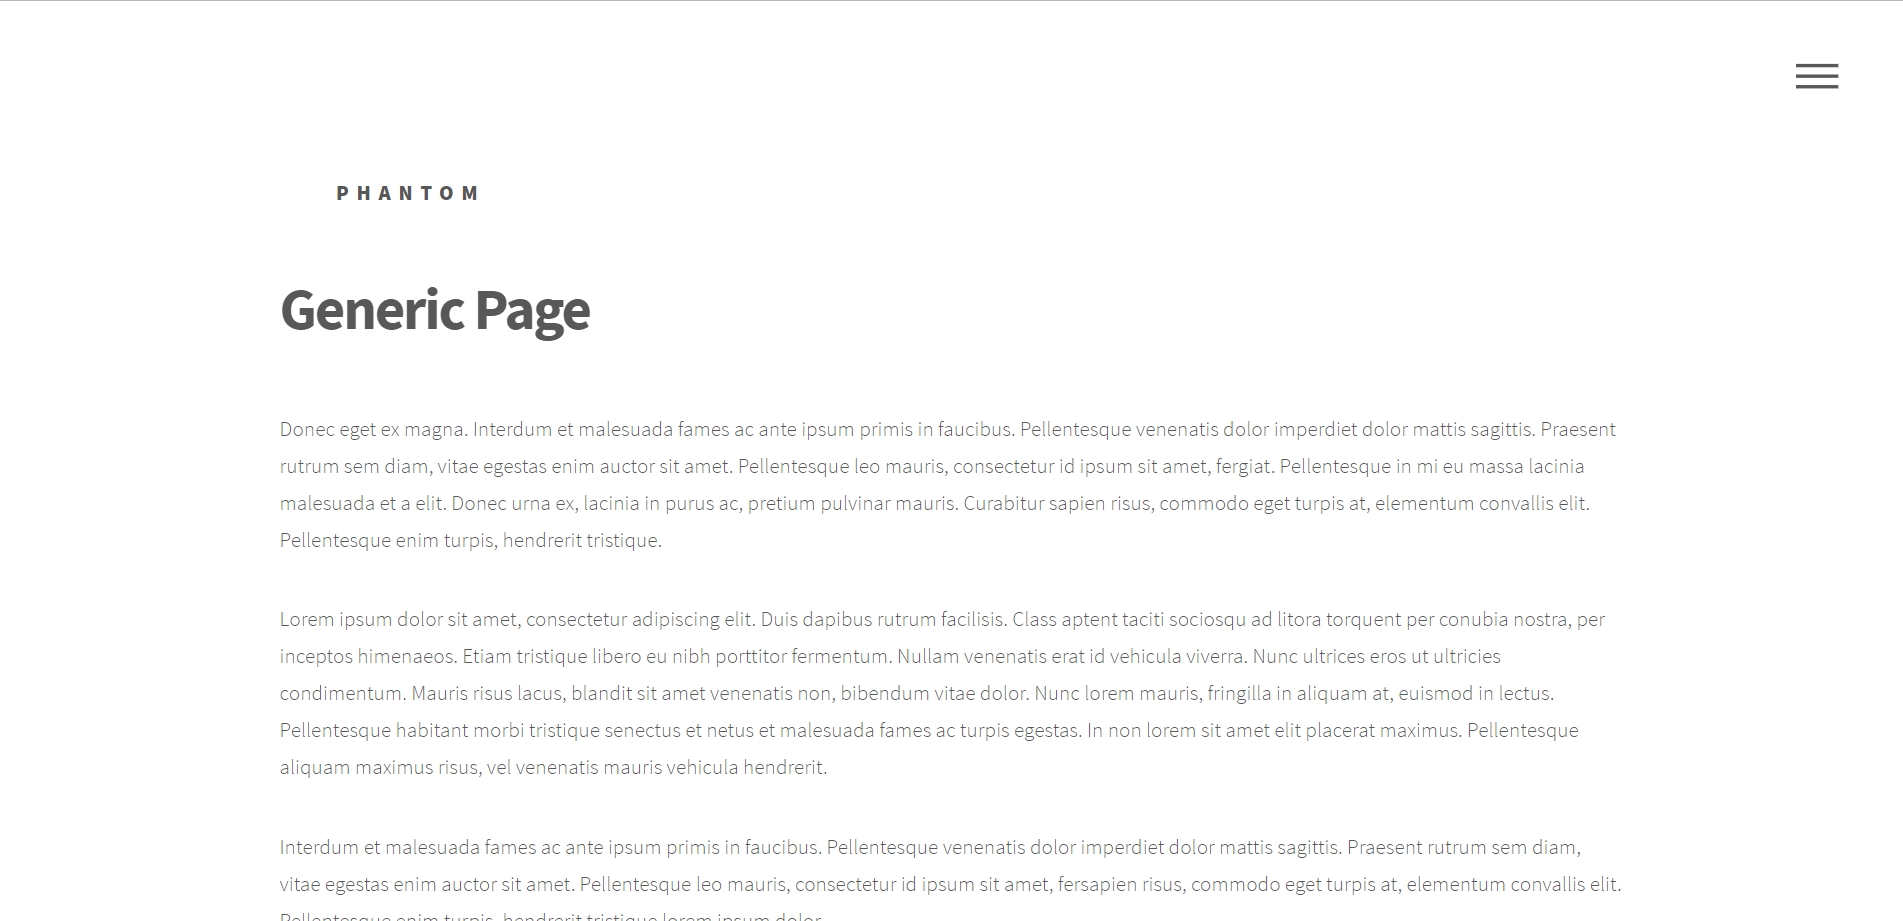 PHANTOM
Generic Page
Donec eget ex magna. Interdum et malesuada fames ac ante ipsum primis in faucibus. Pellentesque venenatis dolor imperdiet dolor mattis sagittis. Praesent
rutrum sem diam, vitae egestas enim auctor sit amet. Pellentesque leo mauris, consectetur id ipsum sit amet, fergiat. Pellentesque in mi eu massa lacinia
malesuada et a elit. Donec urna ex, lacinia in purus ac, pretium pulvinar mauris. Curabitur sapien risus, commodo eget turpis at, elementum convallis elit.
Pellentesque enim turpis, hendrerit tristique.
Lorem ipsum dolor sit amet, consectetur adipiscing elit. Duis dapibus rutrum facilisis. Class aptent taciti sociosqu ad litora torquent per conubia nostra, per
inceptos himenaeos. Etiam tristique libero eu nibh porttitor fermentum. Nullam venenatis erat id vehicula viverra. Nunc ultrices eros ut ultricies
condimentum. Mauris risus lacus, blandit sit amet venenatis non, bibendum vitae dolor. Nunc lorem mauris, fringilla in aliquam at, euismod in lectus.
Pellentesque habitant morbi tristique senectus et netus et malesuada fames ac turpis egestas. In non lorem sit amet elit placerat maximus. Pellentesque
aliquam maximus risus, vel venenatis mauris vehicula hendrerit.
Interdum et malesuada fames ac ante ipsum primis in faucibus. Pellentesque venenatis dolor imperdiet dolor mattis sagittis. Praesent rutrum sem diam,
vitae egestas enim auctor sit amet. Pellentesque leo mauris, consectetur id ipsum sit amet, fersapien risus, commodo eget turpis at, elementum convallis elit.
Pellentesque enim turpis, hendrerit tristique lorem ipsum dolor.